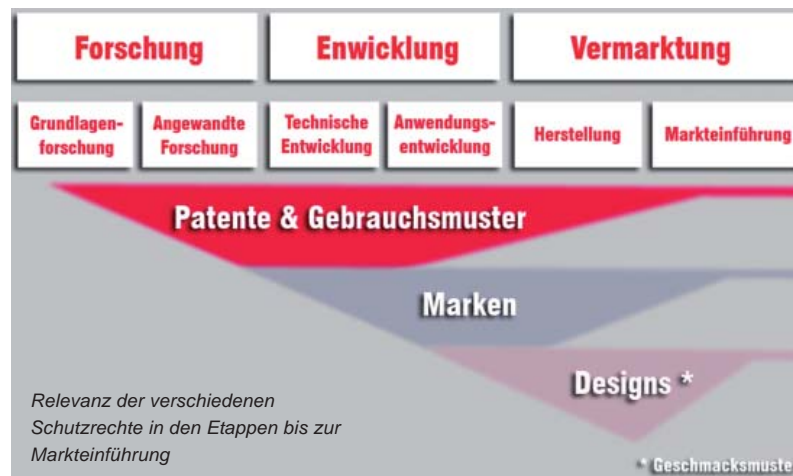 Forschung Enwicklung Vermarktung
Grundlagen- Angewandte Technische Anwendungs- Herstellung Markteinführung
forschung Forschung Entwicklung entwicklung
Patente & Gebrauchsmuster
Marken
Designs *
Relevanz der verschiedenen
Schutzrechte in den Etappen bis zur
Markteinführung
* Geschmacksmuste